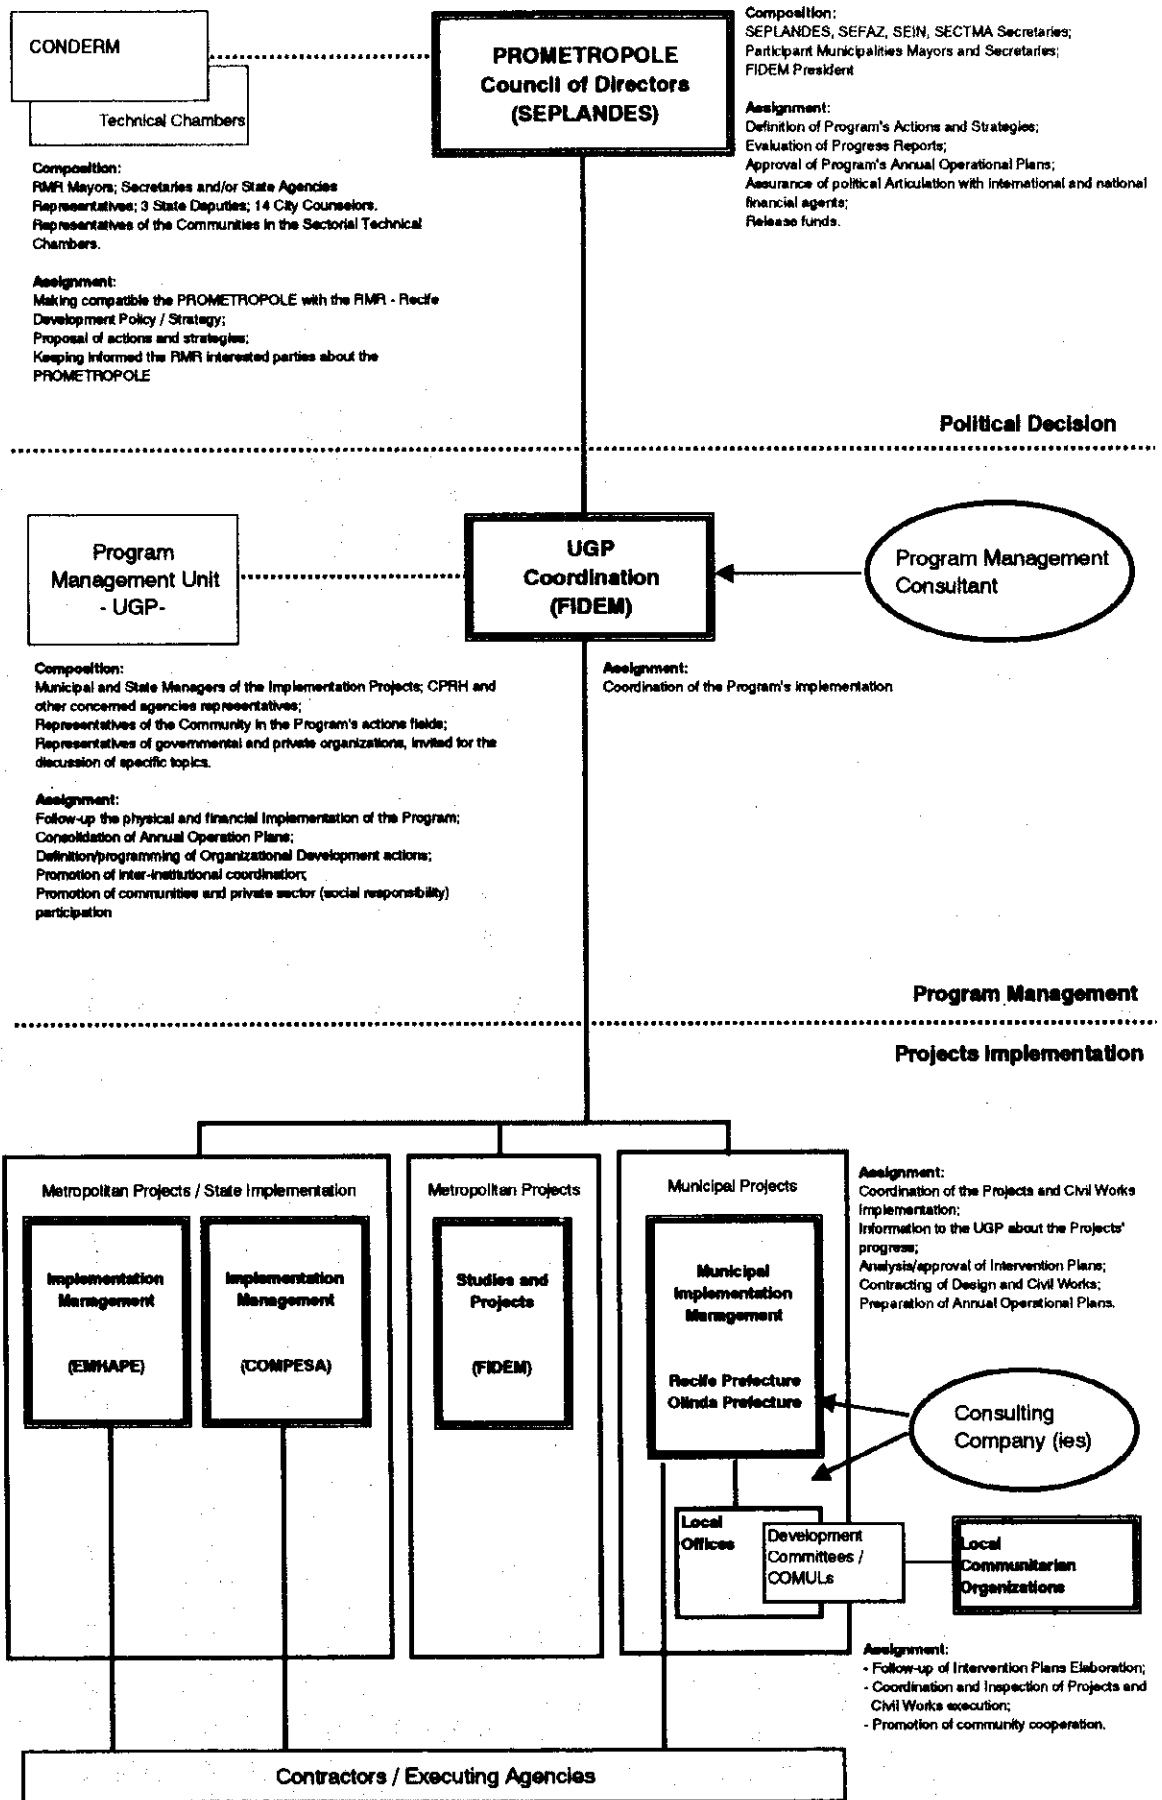 CONDERM
Technical Chambers
Composition:
RMR Mayors; Secretaries and/or State Agencies
Representatives; 3 State Deputies; 14 City Counselors.
Representatives of the Communities in the Sectorial Technical
Chambers.
Assignment:
Making compatible the PROMETROPOLE with the RMR - Recife
Development Policy / Strategy;
Proposal of actions and strategies;
Keeping informed the RMR interested parties about the
PROMETROPOLE
PROMETROPOLE
Council of Directors
(SEPLANDES)
Composition:
SEPLANDES, SEFAZ, SEIN, SECTMA Secretaries;
Participant Municipalities Mayors and Secretaries;
FIDEM President
Assignment:
Definition of Program's Actions and Strategies;
Evaluation of Progress Reports;
Approval of Program's Annual Operational Plans;
Assurance of political Articulation with international and national
financial agents;
Release funds.
Political Decision
Program
Management Unit
- UGP-
UGP
Coordination
(FIDEM)
Program Management
Consultant
Composition:
Municipal and State Managers of the Implementation Projects; CPRH and
other concerned agencies representatives;
Representatives of the Community in the Program's actions fields;
Representatives of governmental and private organizations, invited for the
discussion of specific topics.
Assignment:
Follow-up the physical and financial Implementation of the Program;
Consolidation of Annual Operation Plans;
Definition/programming of Organizational Development actions;
Promotion of inter-institutional coordination;
Promotion of communities and private sector (social responsibility)
participation
Assignment:
Coordination of the Program's implementation
Program Management
Projects Implementation
Metropolitan Projects / State Implementation
Implementation
Management
(EMHAPE)
Implementation
Management
(COMPESA)
Metropolitan Projects
Studies and
Projects
(FIDEM)
Municipal Projects
Municipal
Implementation
Management
Recife Prefecture
Olinda Prefecture
Assignment:
Coordination of the Projects and Civil Works
Implementation;
Information to the UGP about the Projects'
progress;
Analysis/approval of Intervention Plans;
Contracting of Design and Civil Works;
Preparation of Annual Operational Plans.
Consulting
Company (ies)
Local
Offices
Development
Committees /
COMULs
Local
Communitarian
Organizations
Assignment:
- Follow-up of Intervention Plans Elaboration;
- Coordination and Inspection of Projects and
Civil Works execution;
- Promotion of community cooperation.
Contractors / Executing Agencies